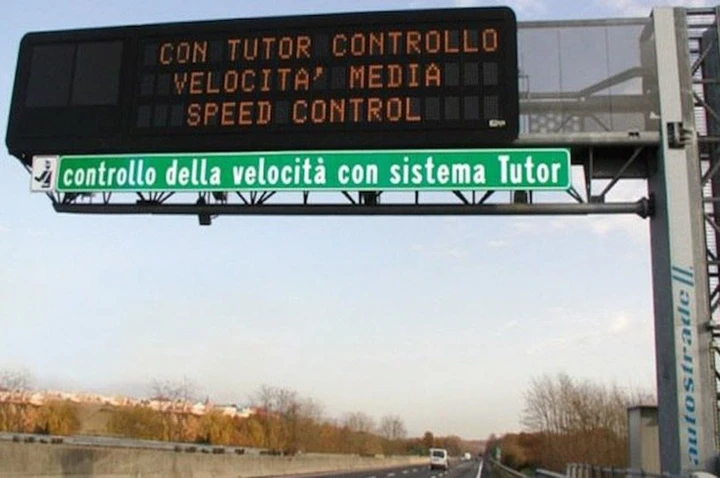 CON TUTOR CONTROLLO
VELOCITA' MEDIA
SPEED CONTROL
controllo della velocità con sistema Tutor
autostrade